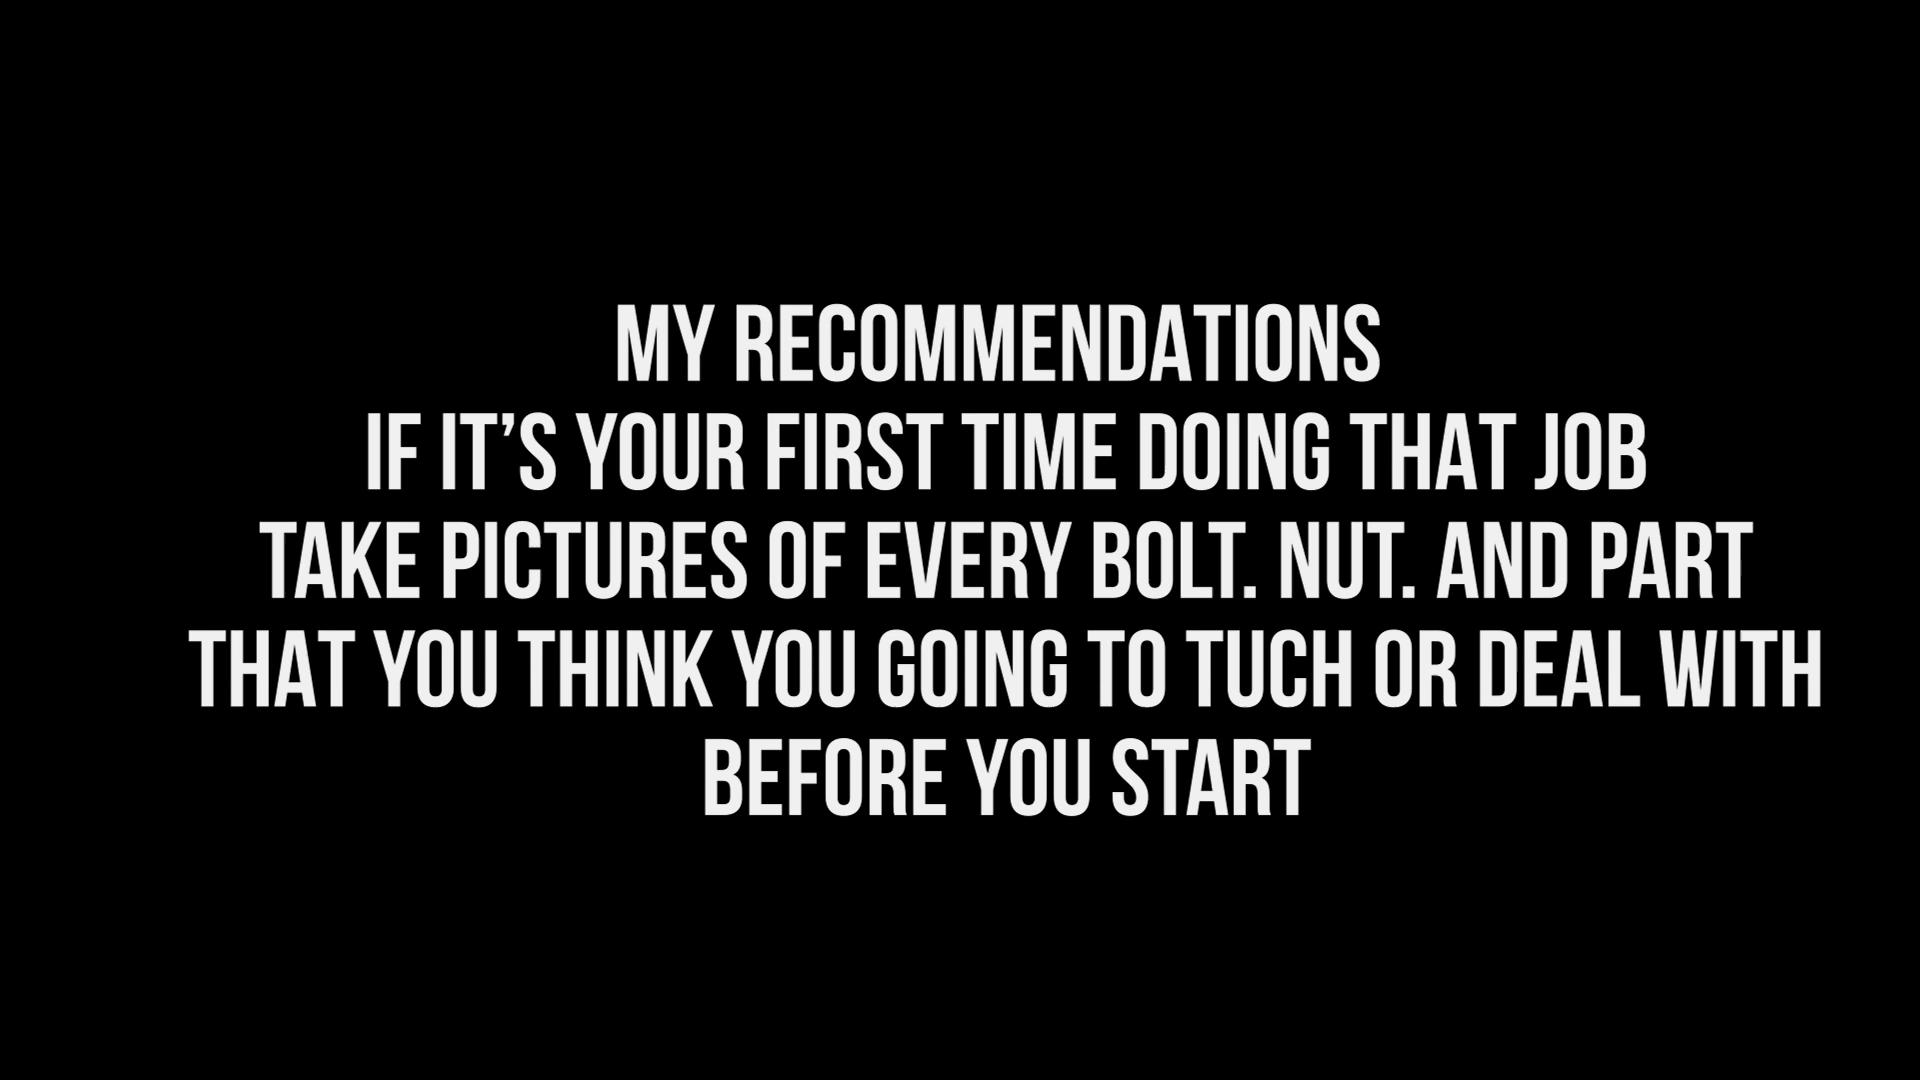 MY RECOMMENDATIONS
IF IT’S YOUR FIRST TIME DOING THAT JOB
TAKE PICTURES OF EVERY BOLT. NUT. AND PART
THAT YOU THINK YOU GOING TO TUCH OR DEAL WITH
BEFORE YOU START